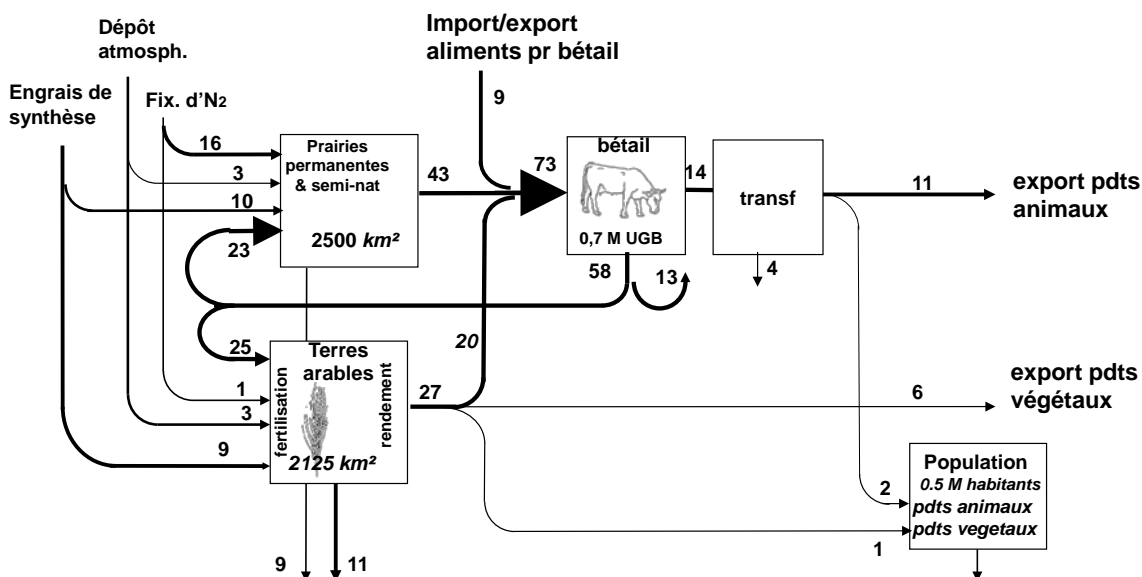 Dépôt
atmosph.
Import/export
aliments pr bétail
Engrais de
synthèse
Fix. d'N2
9
16
3
10
23
Prairies
permanentes
& semi-nat
2500 km²
43
73
bétail
0,7 M UGB
14
transf
11
export pdts
animaux
4
58
13
20
25
1
3
9
Terres
arables
fertilisation
rendement
2125 km²
27
6
export pdts
végétaux
Population
0.5 M habitants
pdts animaux
pdts vegetaux
2
1
9
11